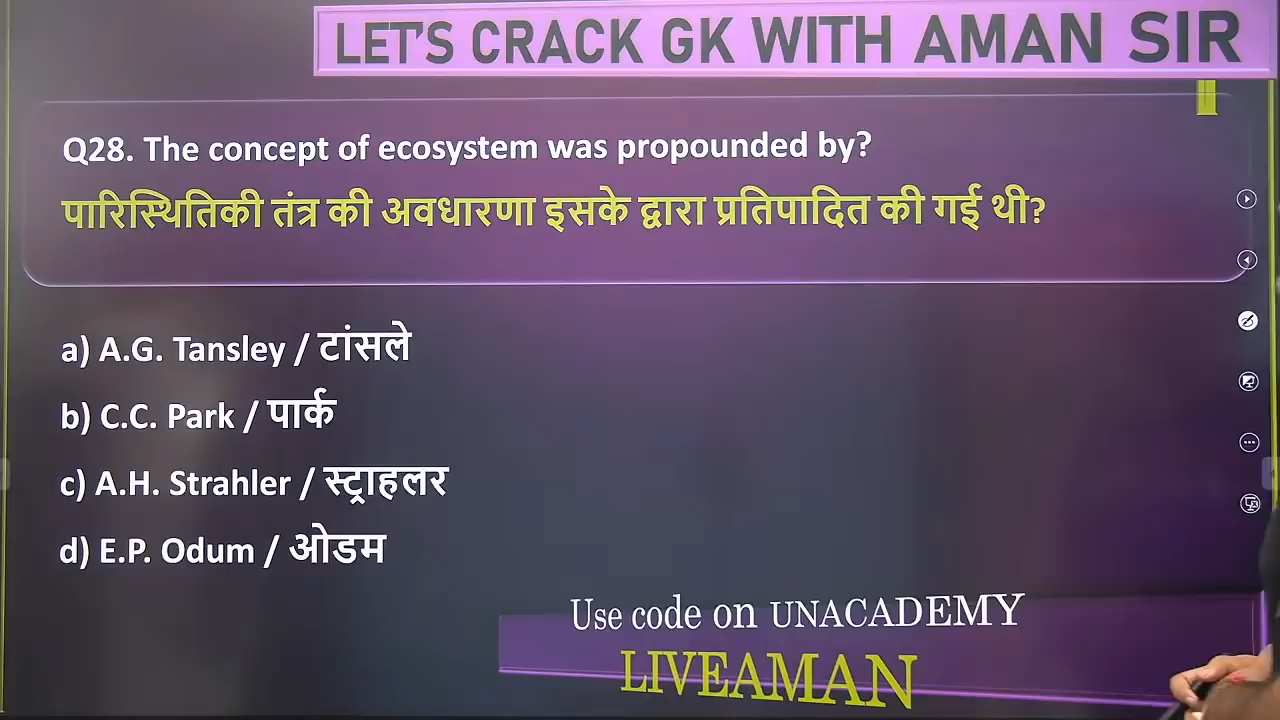 LET'S CRACK GK WITH AMAN SIR
Q28. The concept of ecosystem was propounded by?
पारिस्थितिकी तंत्र की अवधारणा इसके द्वारा प्रतिपादित की गई थी?
a) A.G. Tansley / टांसले
b) C.C. Park / पार्क
c) A.H. Strahler / स्ट्राहलर
d) E.P. Odum / ओडम
Use code on UNACADEMY
LIVEAMAN